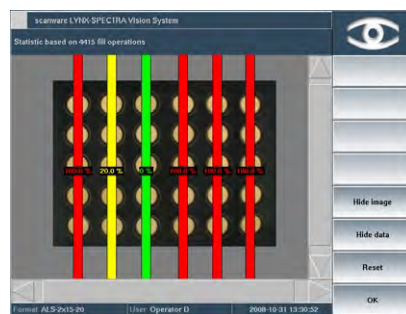 scanware LYNX-SPECTRA Vision System
Statistic based on 4415 fill operations
100.0 % 20.0 % 0 % 100.0 % 100.0 % 100.0 %
Hide image
Hide data
Reset
OK
Format ALS-2x15-20 User Operator D 2008-10-31 13:30:52